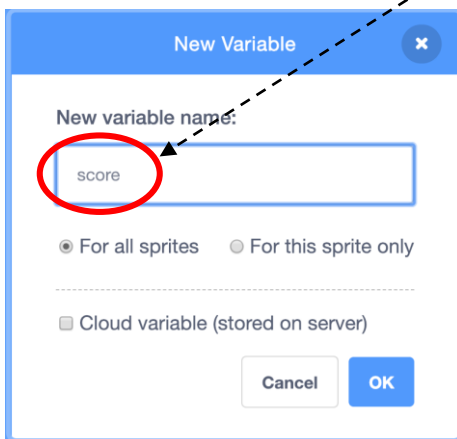 New Variable
New variable name:
score
For all sprites For this sprite only
Cloud variable (stored on server)
Cancel OK